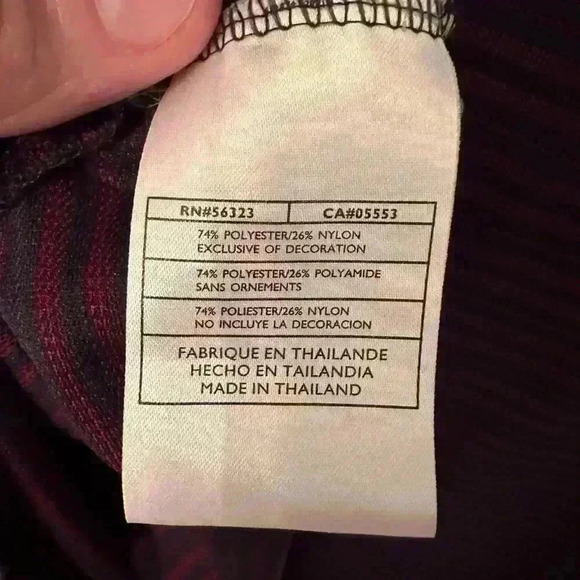 RN#56323 CA#05553
74% POLYESTER/26% NYLON
EXCLUSIVE OF DECORATION
74% POLYESTER/26% POLYAMIDE
SANS ORNEMENTS
74% POLIESTER/26% NYLON
NO INCLUYE LA DECORACION
FABRIQUE EN THAILANDE
HECHO EN TAILANDIA
MADE IN THAILAND